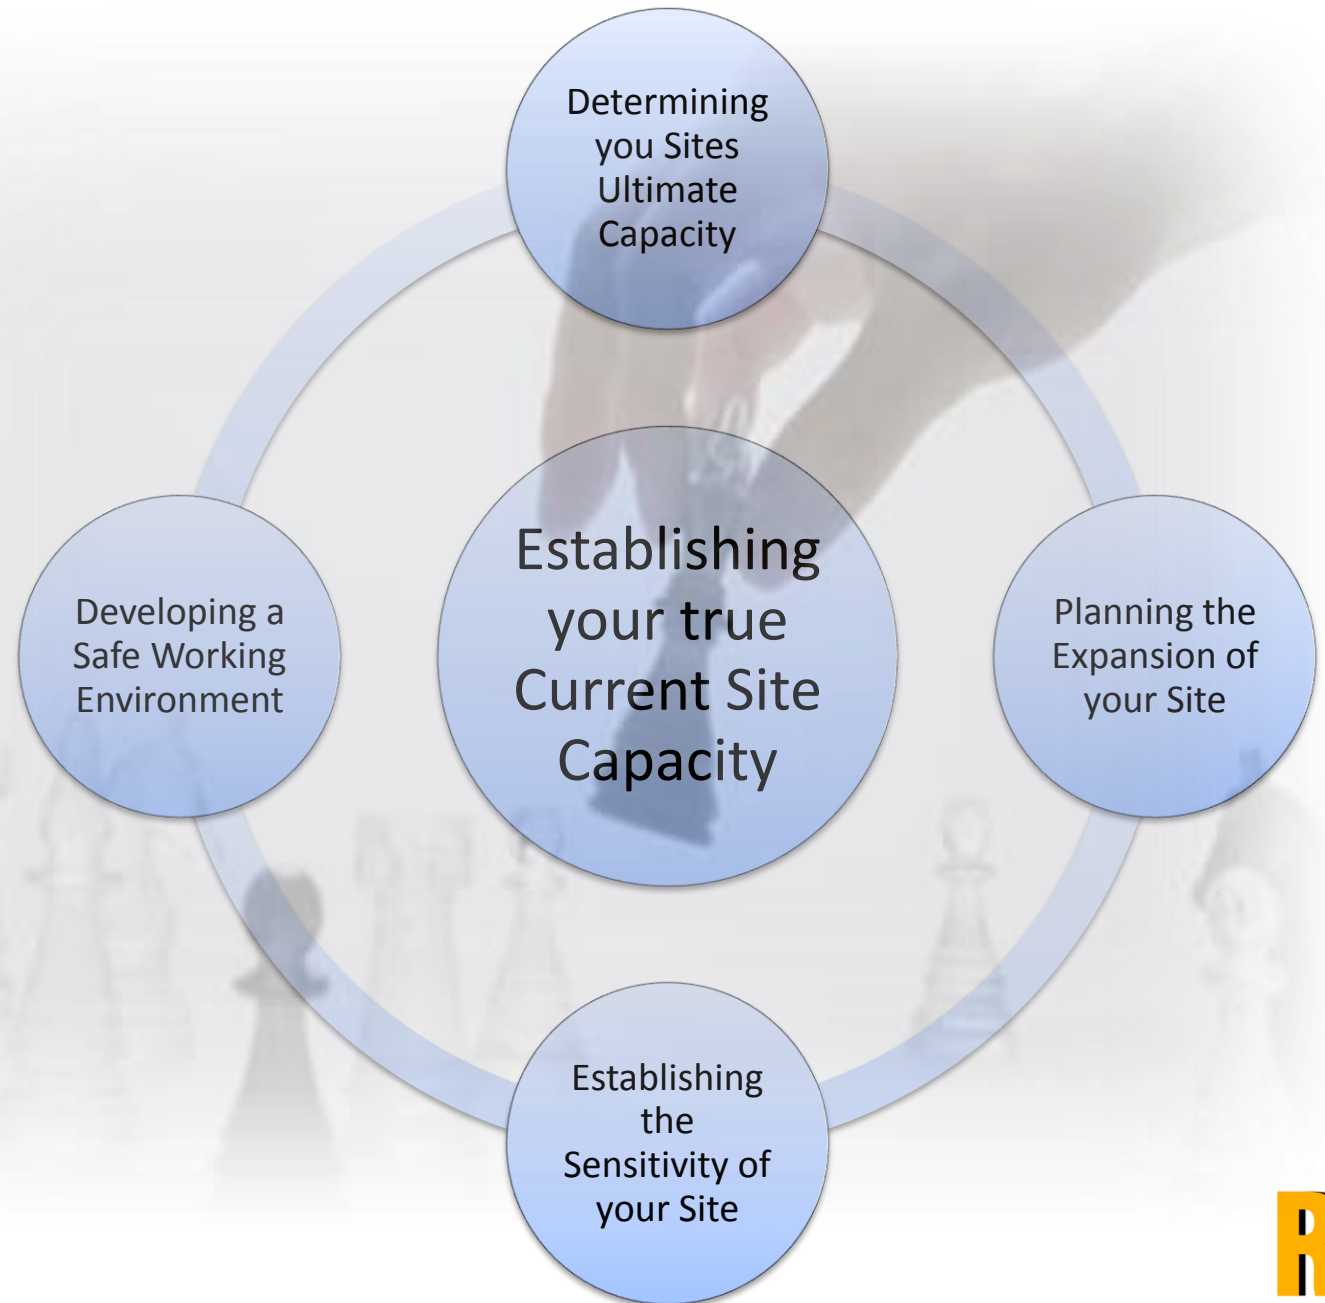 Determining
you Sites
Ultimate
Capacity
Establishing
your true
Current Site
Capacity
Developing a
Safe Working
Environment
Planning the
Expansion of
your Site
Establishing
the
Sensitivity of
your Site
R